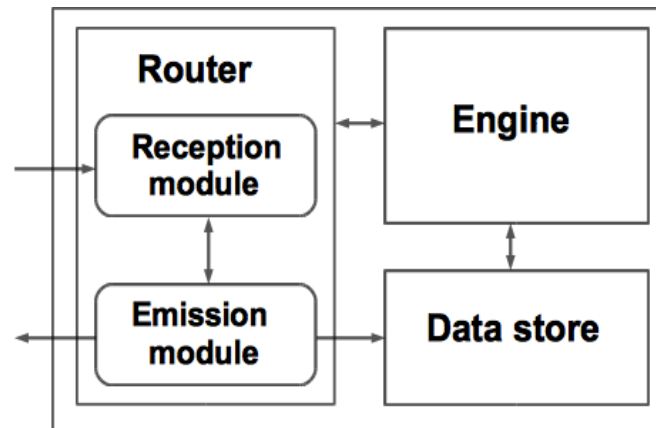 Router
Reception
module
Emission
module
Engine
Data store